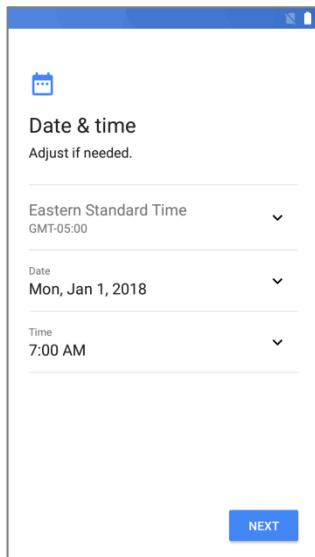 Date & time
Adjust if needed.
Eastern Standard Time
GMT-05:00
Date
Mon, Jan 1, 2018
Time
7:00 AM
NEXT